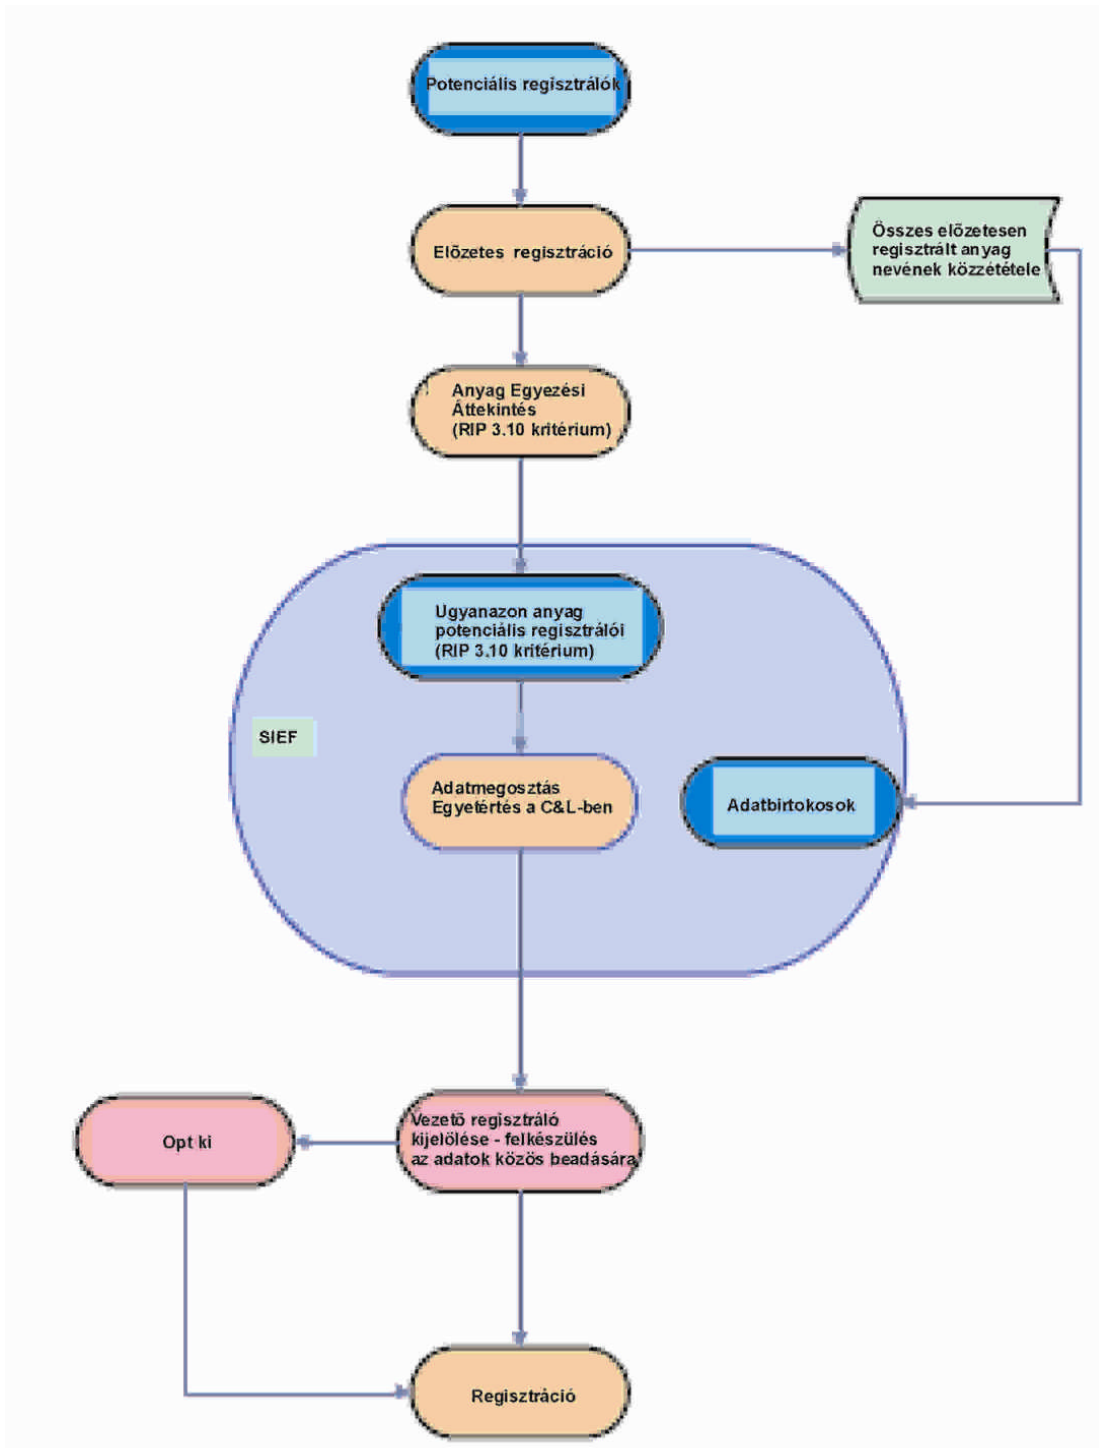 Potenciális regisztrálók
Előzetes regisztráció
Összes előzetesen
regisztrált anyag
nevének közzététele
Anyag Egyezési
Áttekintés
(RIP 3.10 kritérium)
Ugyanazon anyag
potenciális regisztrálói
(RIP 3.10 kritérium)
SIEF
Adatmegosztás
Egyetértés a C&L-ben
Adatbirtokosok
Vezető regisztráló
kijelölése - felkészülés
az adatok közös beadására
Opt ki
Regisztráció